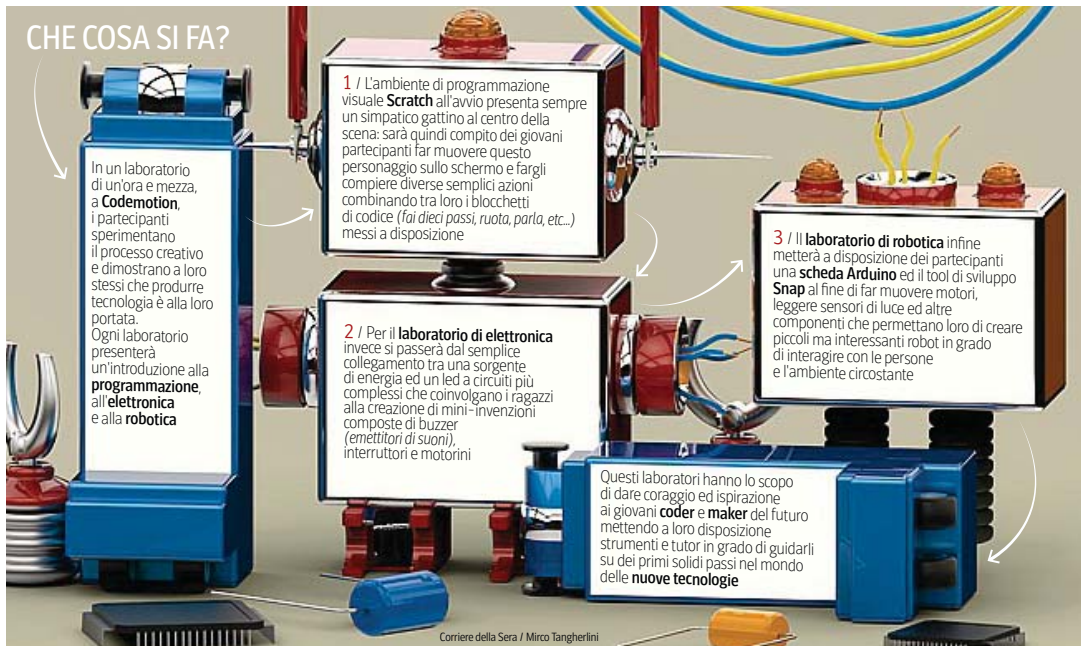 CHE COSA SI FA?
In un laboratorio
di un'ora e mezza,
a Codemotion,
i partecipanti
sperimentano
il processo creativo
e dimostrano a loro
stessi che produrre
tecnologia è alla loro
portata.
Ogni laboratorio
presenterà
un'introduzione alla
programmazione,
all'elettronica
e alla robotica
1 / L'ambiente di programmazione
visuale Scratch all'avvio presenta sempre
un simpatico gattino al centro della
scena: sarà quindi compito dei giovani
partecipanti far muovere questo
personaggio sullo schermo e fargli
compiere diverse semplici azioni
combinando tra loro i blocchetti
di codice (fai dieci passi, ruota, parla, etc...)
messi a disposizione
2 / Per il laboratorio di elettronica
invece si passerà dal semplice
collegamento tra una sorgente
di energia ed un led a circuiti più
complessi che coinvolgano i ragazzi
alla creazione di mini-invenzioni
composte di buzzer
(emettitori di suoni),
interruttori e motorini
3 / Il laboratorio di robotica infine
metterà a disposizione dei partecipanti
una scheda Arduino ed il tool di sviluppo
Snap al fine di far muovere motori,
leggere sensori di luce ed altre
componenti che permettano loro di creare
piccoli ma interessanti robot in grado
di interagire con le persone
e l'ambiente circostante
Questi laboratori hanno lo scopo
di dare coraggio ed ispirazione
ai giovani coder e maker del futuro
mettendo a loro disposizione
strumenti e tutor in grado di guidarli
su dei primi solidi passi nel mondo
delle nuove tecnologie
Corriere della Sera / Mirco Tangherlini